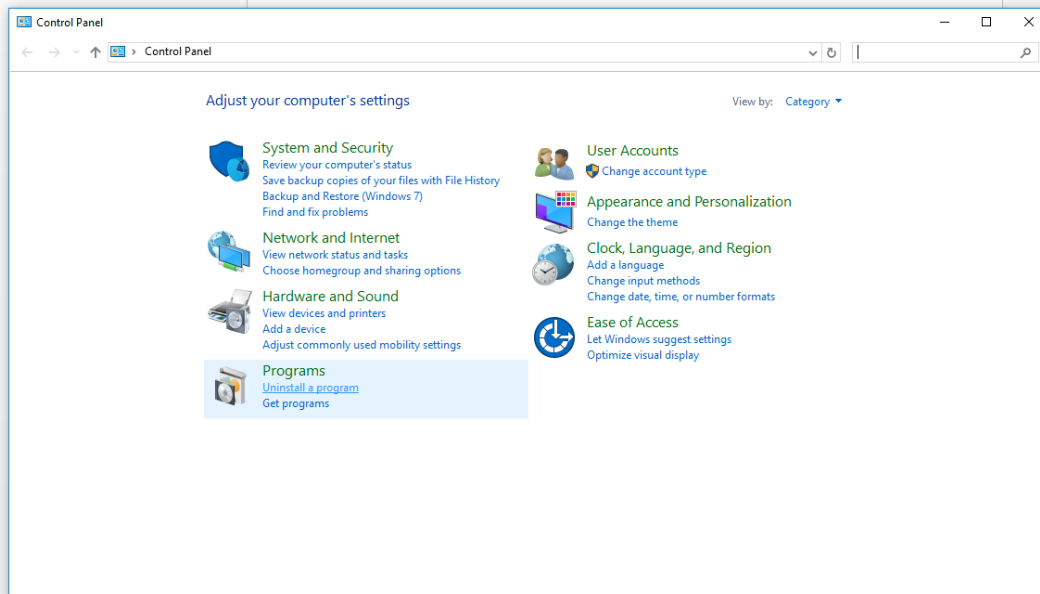 Control Panel
Control Panel
Adjust your computer's settings
View by: Category
System and Security
Review your computer's status
Save backup copies of your files with File History
Backup and Restore (Windows 7)
Find and fix problems
Network and Internet
View network status and tasks
Choose homegroup and sharing options
Hardware and Sound
View devices and printers
Add a device
Adjust commonly used mobility settings
Programs
Uninstall a program
Get programs
User Accounts
Change account type
Appearance and Personalization
Change the theme
Clock, Language, and Region
Add a language
Change input methods
Change date, time, or number formats
Ease of Access
Let Windows suggest settings
Optimize visual display